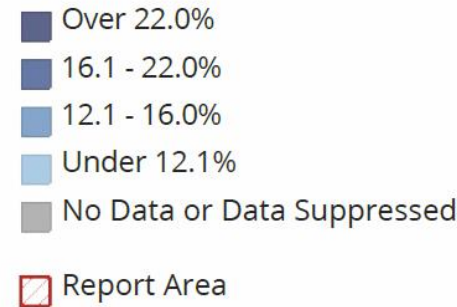 Over 22.0%
16.1 - 22.0%
12.1 - 16.0%
Under 12.1%
No Data or Data Suppressed
Report Area